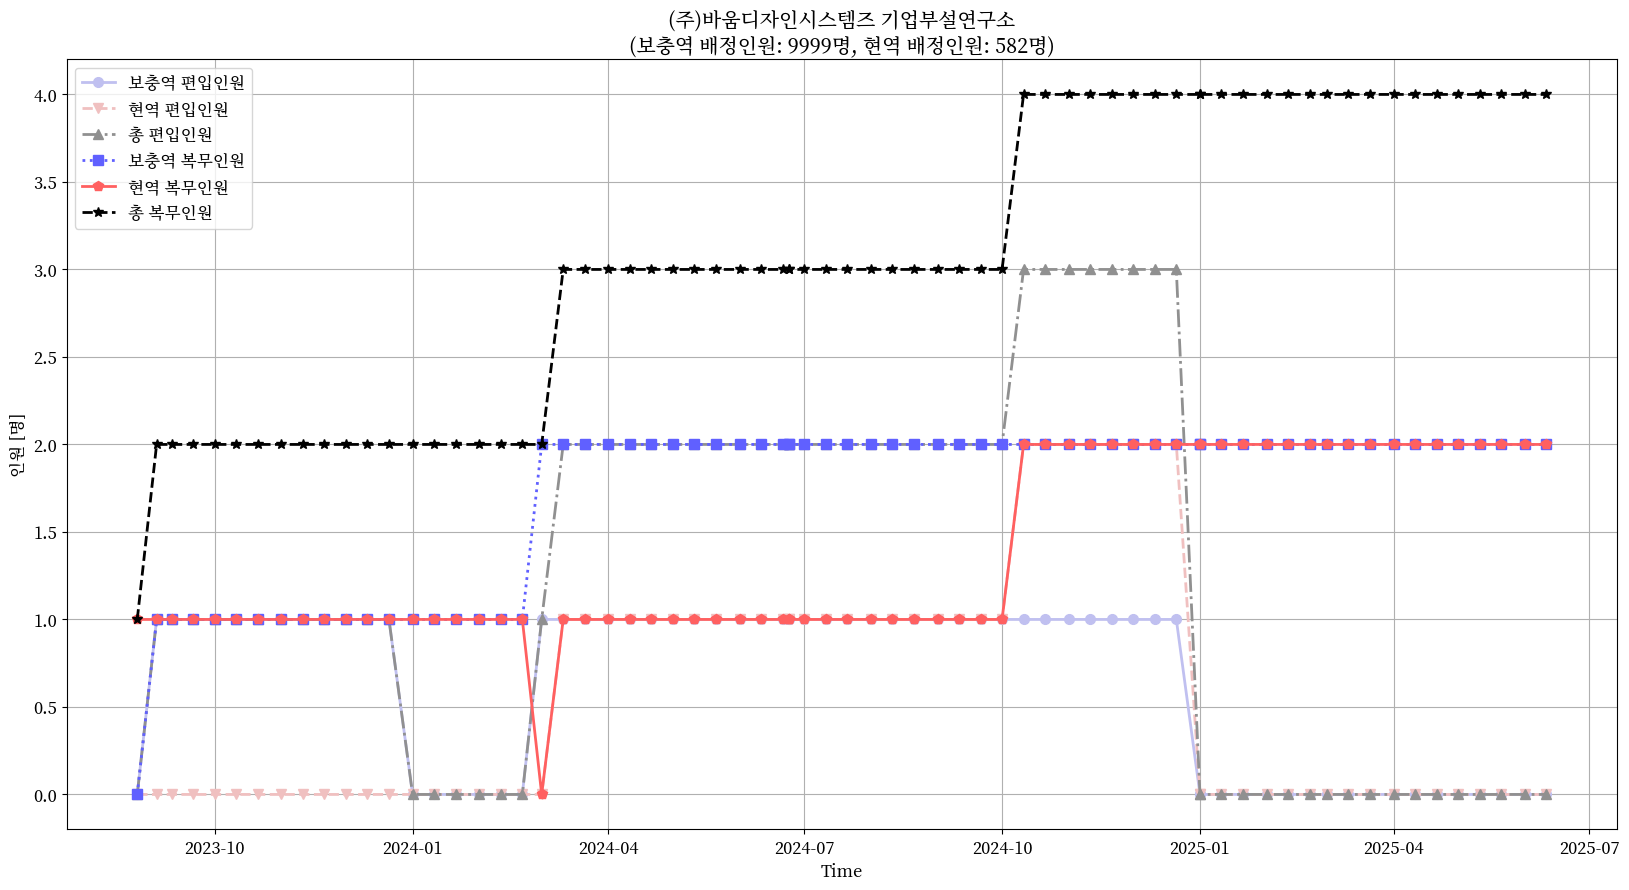 (주)바움디자인시스템즈 기업부설연구소
(보충역 배정인원: 9999명, 현역 배정인원: 582명)
보충역 편입인원
현역 편입인원
총 편입인원
보충역 복무인원
현역 복무인원
총 복무인원
인원 [명]
4.0
3.5
3.0
2.5
2.0
1.5
1.0
0.5
0.0
2023-10
2024-01
2024-04
2024-07
2024-10
2025-01
2025-04
2025-07
Time